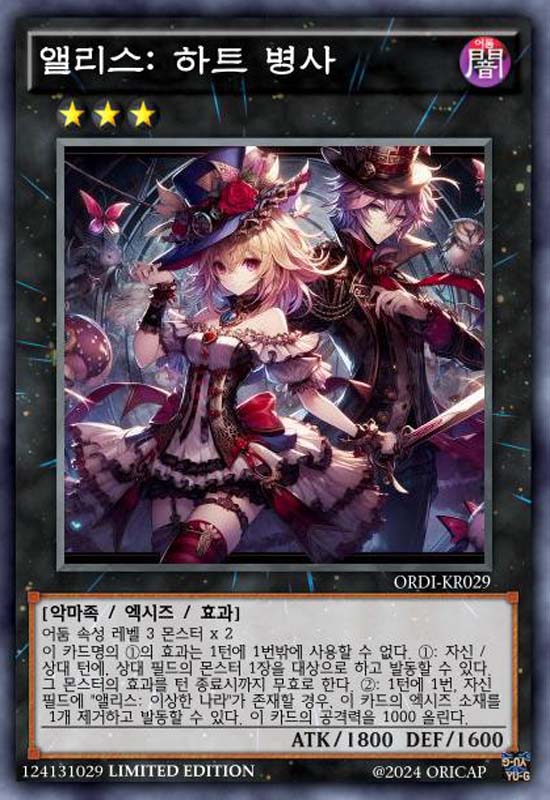 앨리스: 하트 병사
어둠
闇
ORDI-KR029
[악마족 / 엑시즈 / 효과]
어둠 속성 레벨 3 몬스터 x 2
이 카드명의 ①의 효과는 1턴에 1번밖에 사용할 수 없다. ①: 자신 /
상대 턴에, 상대 필드의 몬스터 1장을 대상으로 하고 발동할 수 있다.
그 몬스터의 효과를 턴 종료시까지 무효로 한다. ②: 1턴에 1번, 자신
필드에 "앨리스: 이상한 나라"가 존재할 경우, 이 카드의 엑시즈 소재를
1개 제거하고 발동할 수 있다. 이 카드의 공격력을 1000 올린다.
ATK/1800 DEF/1600
124131029 LIMITED EDITION
@2024 ORICAP
YU-G